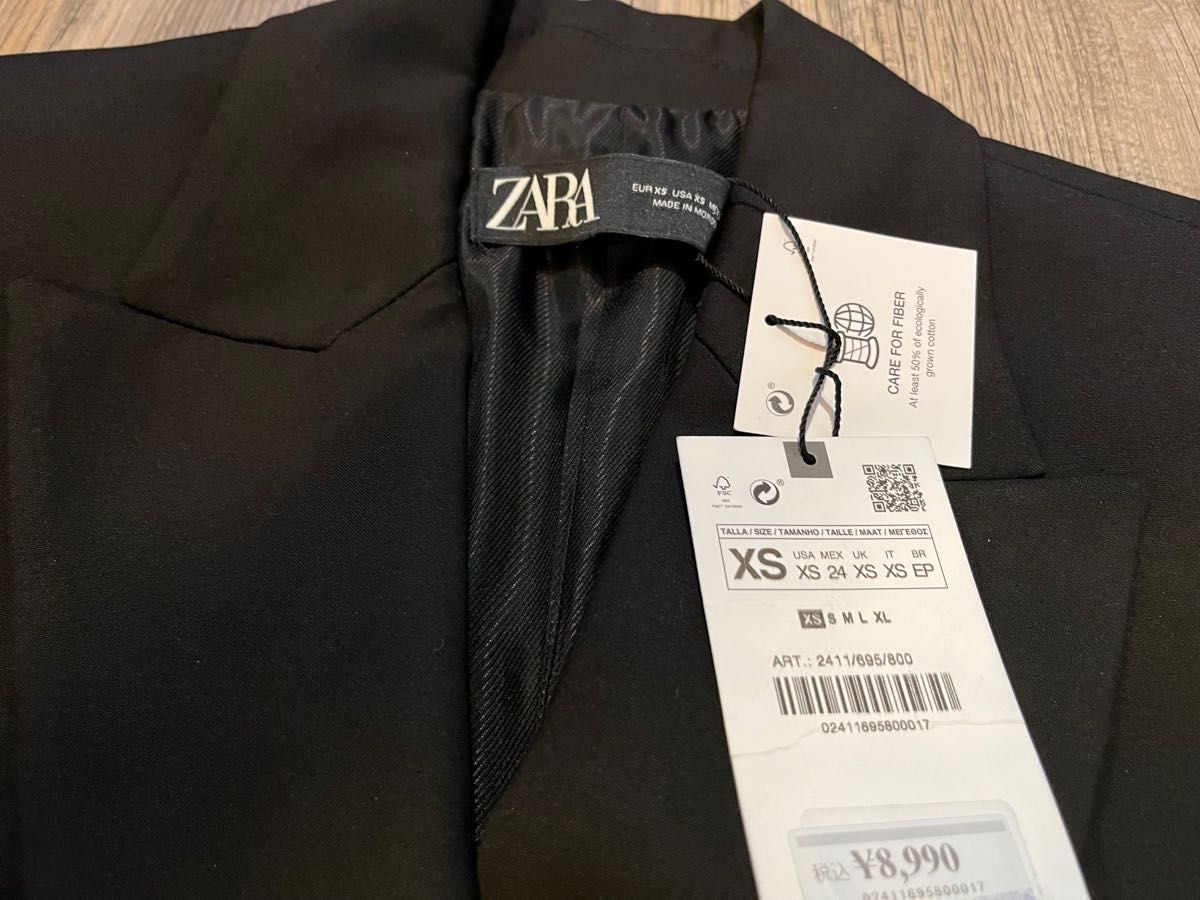 ZARA
EUR XS USA XS
MADE IN
CARE FOR FIBER
At least 50% of ecologically
grown cotton
®
FSC
®
TALLA / SIZE / TAMANHO / TAILLE / MAAT / ΜΕΓΕΘΟΣ
XS
USA MEX UK IT BR
XS 24 XS XS EP
XS S M L XL
ART.: 2411/695/800
02411695800017
税込 ¥8,990
02411695800017